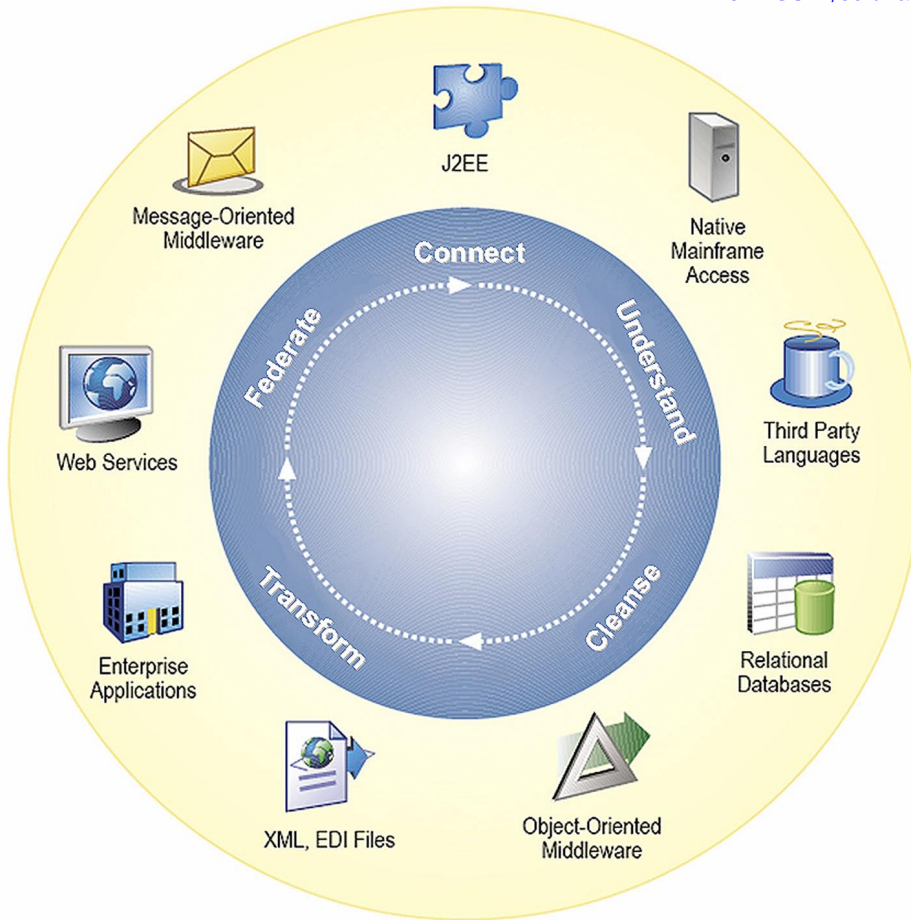 J2EE
Native
Mainframe
Access
Third Party
Languages
Relational
Databases
Object-Oriented
Middleware
XML, EDI Files
Enterprise
Applications
Web Services
Message-Oriented
Middleware
Connect
Understand
Cleanse
Transform
Federate